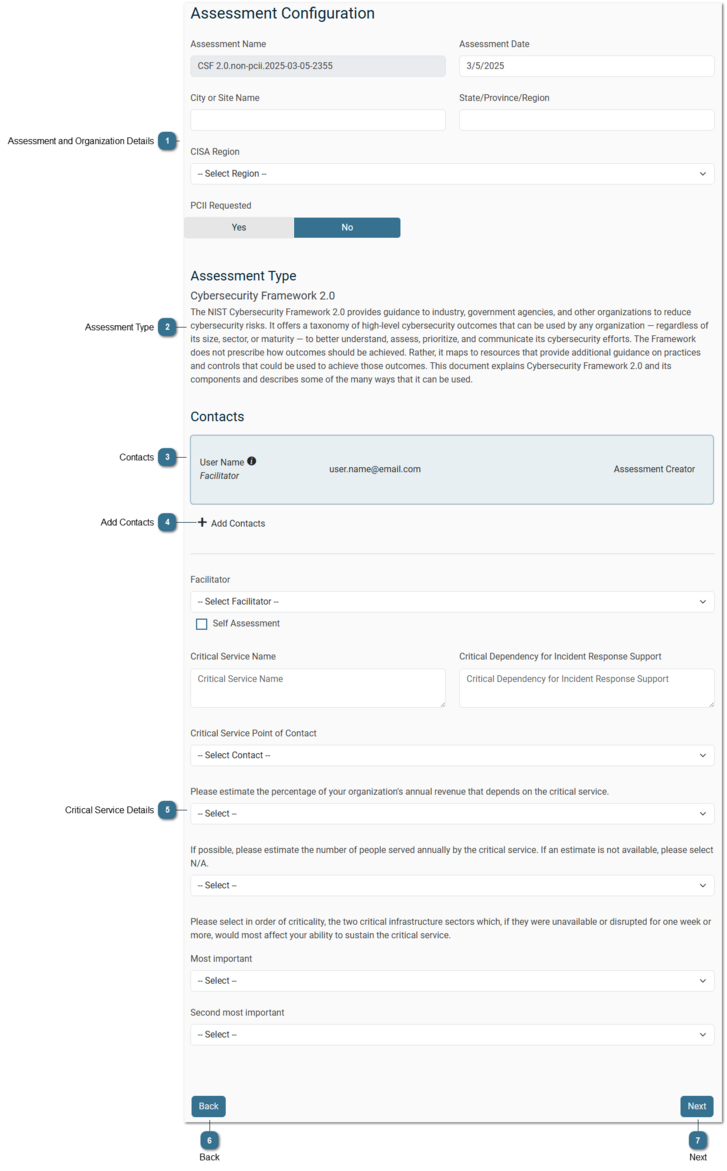 Assessment Configuration
Assessment Name
Assessment Date
CSF 2.0.non-pcii.2025-03-05-2355
3/5/2025
City or Site Name
State/Province/Region
Assessment and Organization Details 1
CISA Region
-- Select Region --
PCII Requested
Yes
No
Assessment Type
Cybersecurity Framework 2.0
The NIST Cybersecurity Framework 2.0 provides guidance to industry, government agencies, and other organizations to reduce
Assessment Type 2
cybersecurity risks. It offers a taxonomy of high-level cybersecurity outcomes that can be used by any organization — regardless of
its size, sector, or maturity — to better understand, assess, prioritize, and communicate its cybersecurity efforts. The Framework
does not prescribe how outcomes should be achieved. Rather, it maps to resources that provide additional guidance on practices
and controls that could be used to achieve those outcomes. This document explains Cybersecurity Framework 2.0 and its
components and describes some of the many ways that it can be used.
Contacts
Contacts 3
User Name
Facilitator
user.name@email.com
Assessment Creator
Add Contacts 4
+ Add Contacts
Facilitator
-- Select Facilitator --
Self Assessment
Critical Service Name
Critical Dependency for Incident Response Support
Critical Service Name
Critical Dependency for Incident Response Support
Critical Service Point of Contact
-- Select Contact --
Please estimate the percentage of your organization's annual revenue that depends on the critical service.
Critical Service Details 5
-- Select --
If possible, please estimate the number of people served annually by the critical service. If an estimate is not available, please select
N/A.
-- Select --
Please select in order of criticality, the two critical infrastructure sectors which, if they were unavailable or disrupted for one week or
more, would most affect your ability to sustain the critical service.
Most important
-- Select --
Second most important
-- Select --
Back
Next
6
7
Back
Next